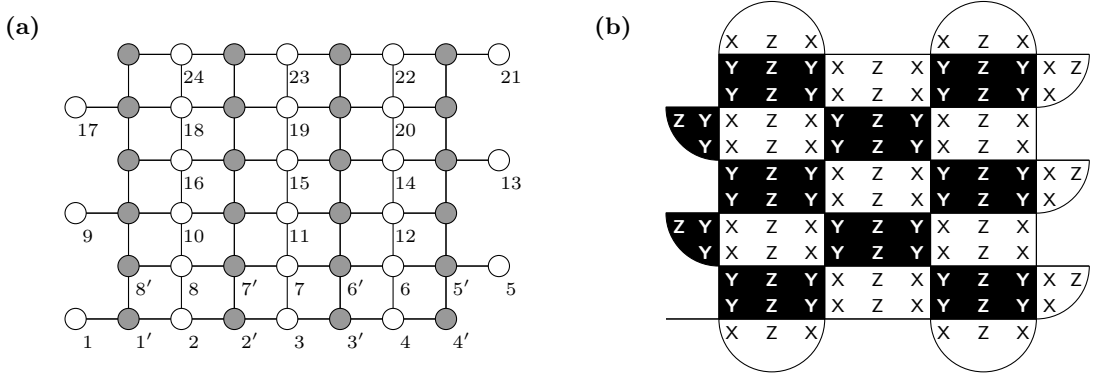 (a)
24 23 22 21
17 18 19 20
16 15 14 13
9 10 11 12
8′ 8 7′ 7 6′ 6 5′ 5
1 1′ 2 2′ 3 3′ 4 4′
(b)
X Z X X Z X
Y Z Y X Z X Y Z Y X Z
Y Z Y X Z X Y Z Y X
Z Y X Z X Y Z Y X Z X
Y X Z X Y Z Y X Z X
Y Z Y X Z X Y Z Y X Z
Y Z Y X Z X Y Z Y X
Z Y X Z X Y Z Y X Z X
Y X Z X Y Z Y X Z X
Y Z Y X Z X Y Z Y X Z
Y Z Y X Z X Y Z Y X
X Z X X Z X